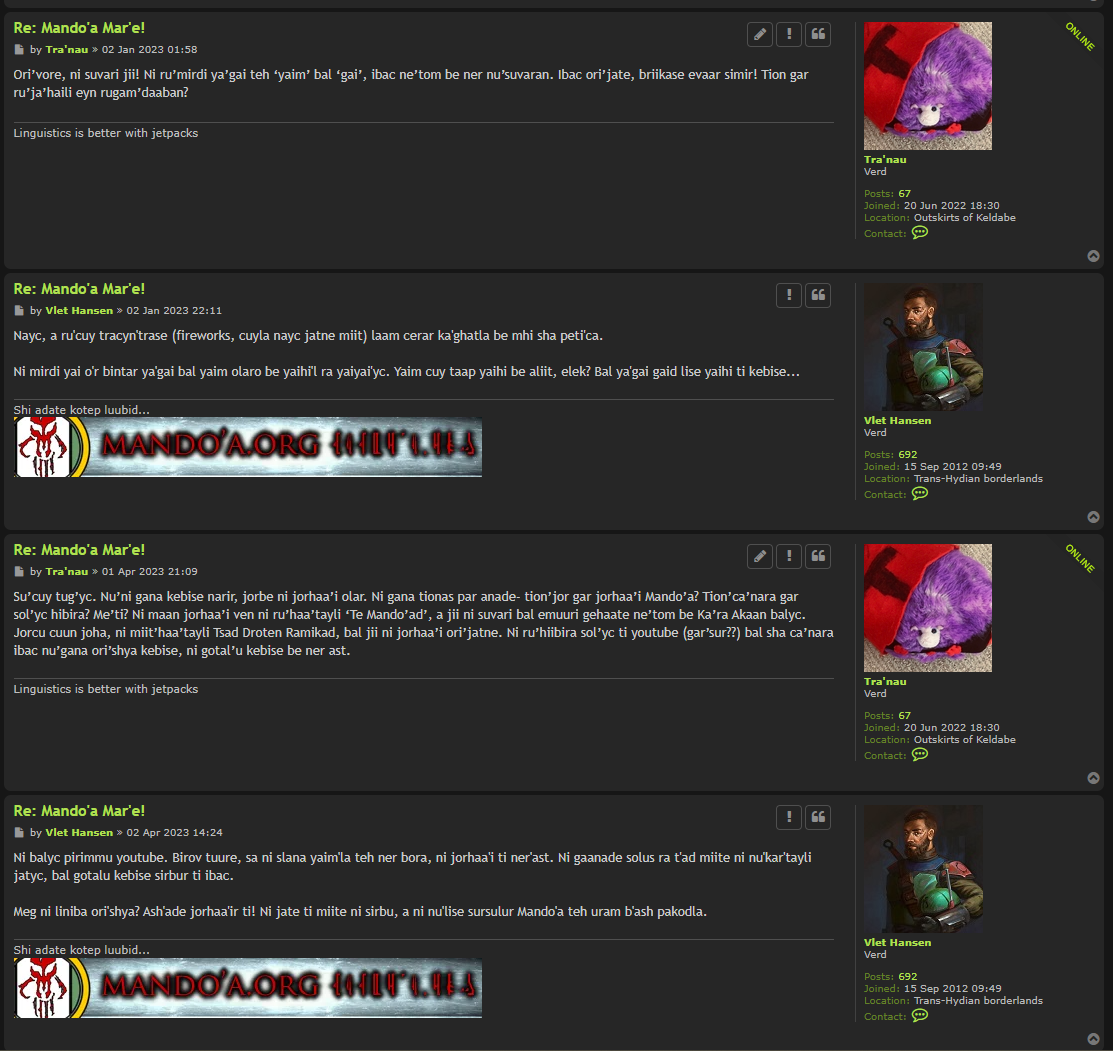 Re: Mando'a Mar'e!
by Tra'nau » 02 Jan 2023 01:58
Ori’vore, ni suvari jii! Ni ru’mirdi ya’gai teh ‘yaim’ bal ‘gai’, ibac ne’tom be ner nu’suvaran. Ibac ori’jate, briikase evaar simir! Tion gar
ru’ja’haili eyn rugam’daaban?
Linguistics is better with jetpacks
ONLINE
Tra'nau
Verd
Posts: 67
Joined: 20 Jun 2022 18:30
Location: Outskirts of Keldabe
Contact:
Re: Mando'a Mar'e!
by Vlet Hansen » 02 Jan 2023 22:11
Nayc, a ru'cuy tracyn'trase (fireworks, cuyla nayc jatne miit) laam cerar ka'ghatla be mhi sha peti'ca.
Ni mirdi yai o'r bintar ya'gai bal yaim olaro be yaihi'l ra yaiyai'yc. Yaim cuy taap yaihi be aliit, elek? Bal ya'gai gaid lise yaihi ti kebise...
Shi adate kotep luubid...
MANDO'A.ORG
Vlet Hansen
Verd
Posts: 692
Joined: 15 Sep 2012 09:49
Location: Trans-Hydian borderlands
Contact:
Re: Mando'a Mar'e!
by Tra'nau » 01 Apr 2023 21:09
Su’cuy tug’yc. Nu’ni gana kebise narir, jorbe ni jorhaa’i olar. Ni gana tionas par anade- tion’jor gar jorhaa’i Mando’a? Tion’ca’nara gar
sol’yc hibira? Me’ti? Ni maan jorhaa’i ven ni ru’haa’tayli ‘Te Mando’ad’, a jii ni suvari bal emuuri gehaate ne’tom be Ka’ra Akaan balyc.
Jorcu cuun joha, ni miit’haa’tayli Tsad Droten Ramikad, bal jii ni jorhaa’i ori’jatne. Ni ru’hiibira sol’yc ti youtube (gar’sur??) bal sha ca’nara
ibac nu’gana ori’shya kebise, ni gotal’u kebise be ner ast.
Linguistics is better with jetpacks
ONLINE
Tra'nau
Verd
Posts: 67
Joined: 20 Jun 2022 18:30
Location: Outskirts of Keldabe
Contact:
Re: Mando'a Mar'e!
by Vlet Hansen » 02 Apr 2023 14:24
Ni balyc pirimmu youtube. Birov tuure, sa ni slana yaim'la teh ner bora, ni jorhaa'i ti ner'ast. Ni gaanade solus ra t'ad miite ni nu'kar'tayli
jatyc, bal gotalu kebise sirbur ti ibac.
Meg ni liniba ori'shya? Ash'ade jorhaa'ir ti! Ni jate ti miite ni sirbu, a ni nu'lise sursulur Mando'a teh uram b'ash pakodla.
Shi adate kotep luubid...
MANDO'A.ORG
Vlet Hansen
Verd
Posts: 692
Joined: 15 Sep 2012 09:49
Location: Trans-Hydian borderlands
Contact: